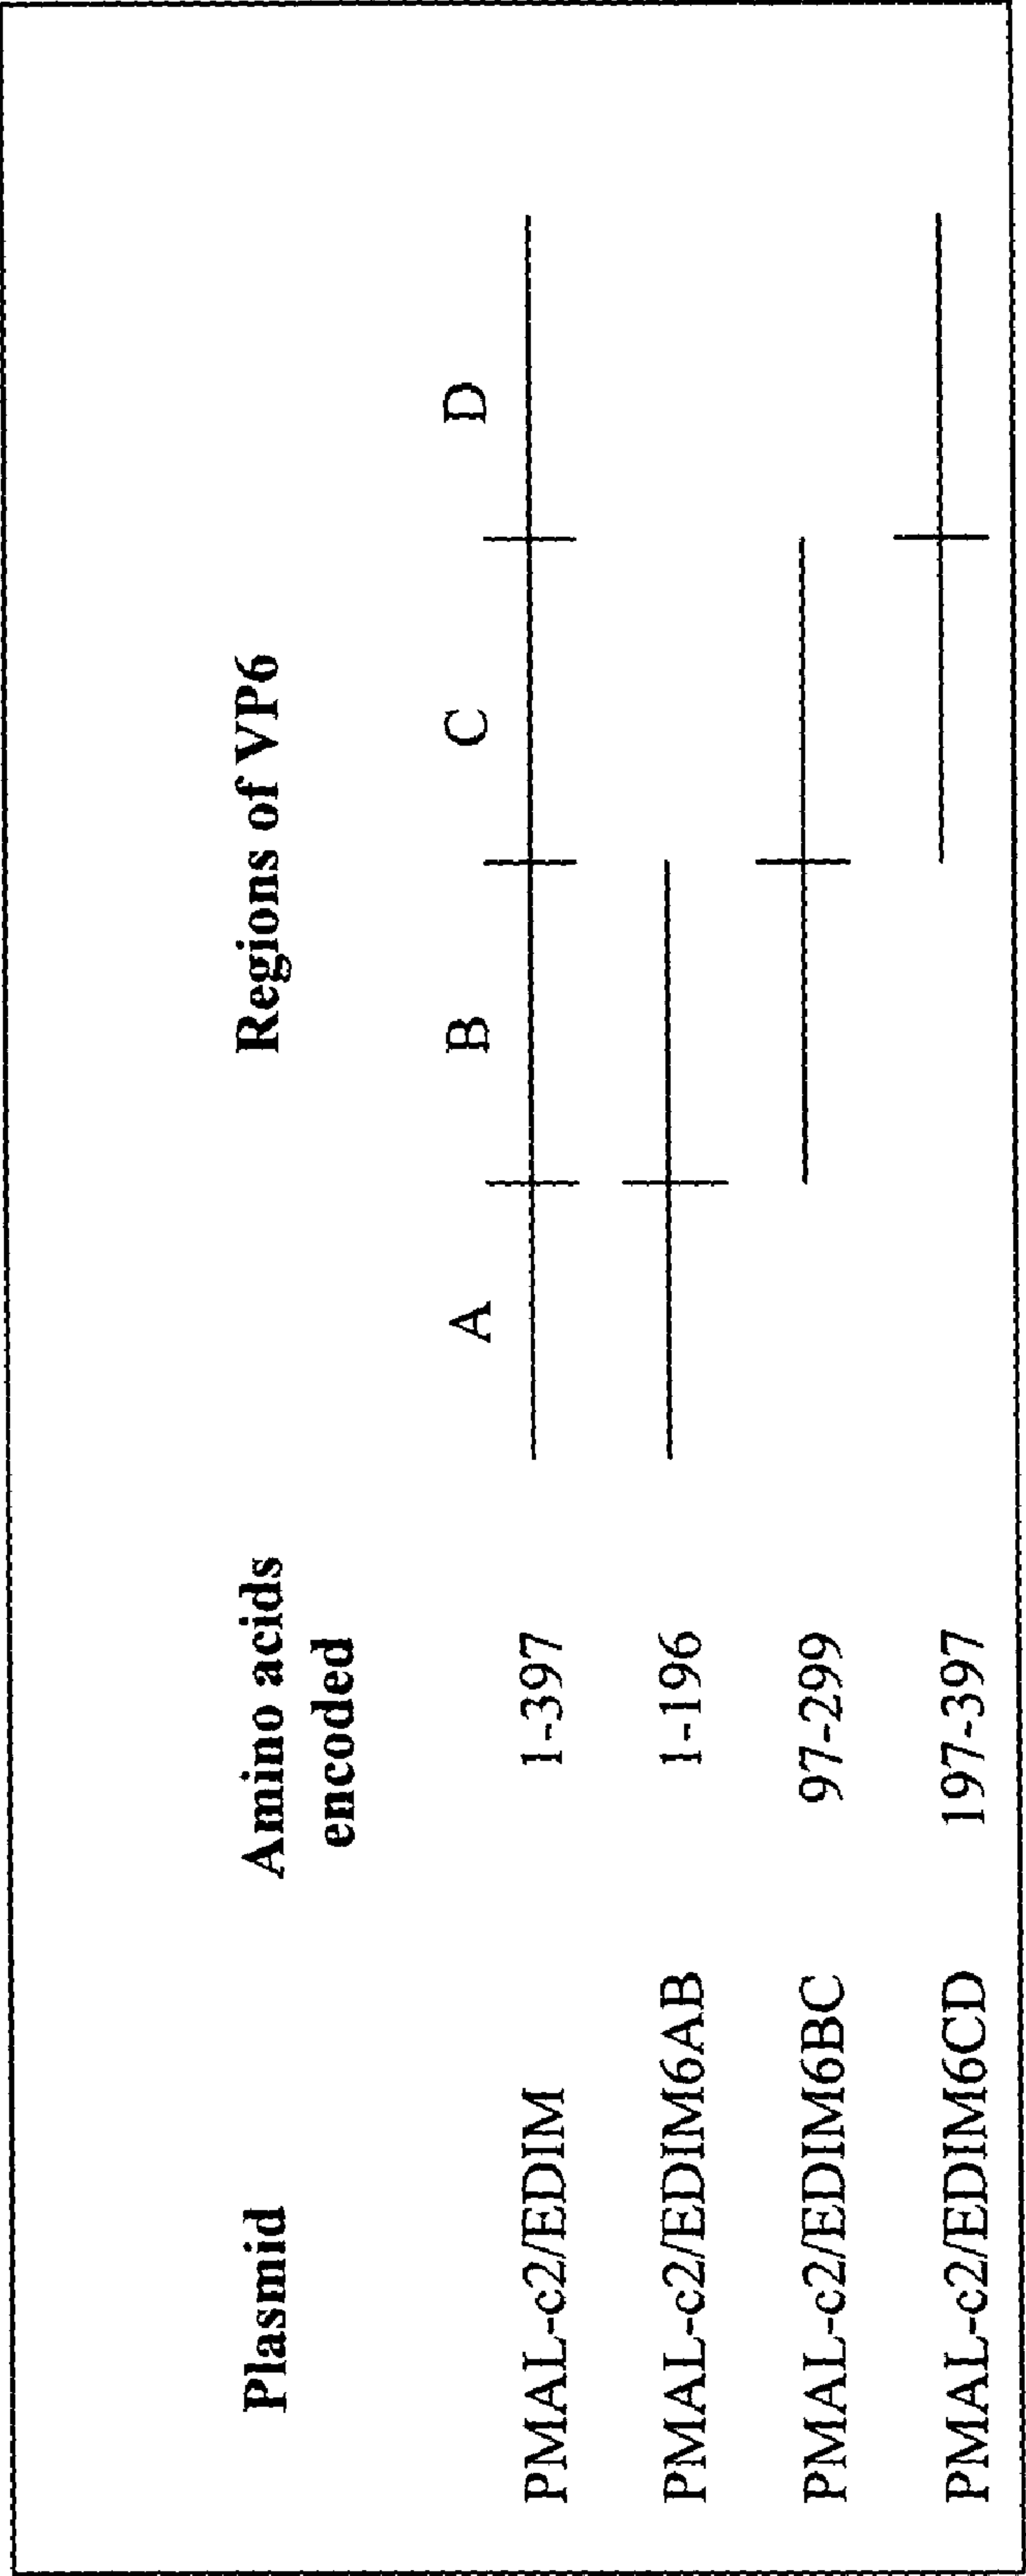 Plasmid Amino acids encoded Regions of VP6
A B C D
PMAL-c2/EDIM 1-397
PMAL-c2/EDIM6AB 1-196
PMAL-c2/EDIM6BC 97-299
PMAL-c2/EDIM6CD 197-397